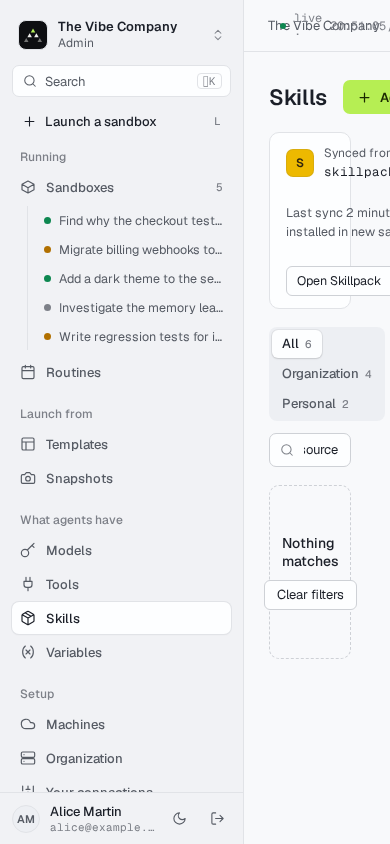 The Vibe Company
Admin
Search
K
Launch a sandbox
L
Running
Sandboxes
5
Find why the checkout test…
Migrate billing webhooks to…
Add a dark theme to the se…
Investigate the memory lea…
Write regression tests for i…
Routines
Launch from
Templates
Snapshots
What agents have
Models
Tools
Skills
Variables
Setup
Machines
Organization
AM
Alice Martin
alice@example.…
The Vibe Company
live
Skills
S
Synced from
skillpack
Last sync 2 minut
installed in new sa
Open Skillpack
All 6
Organization 4
Personal 2
source
Nothing
matches
Clear filters